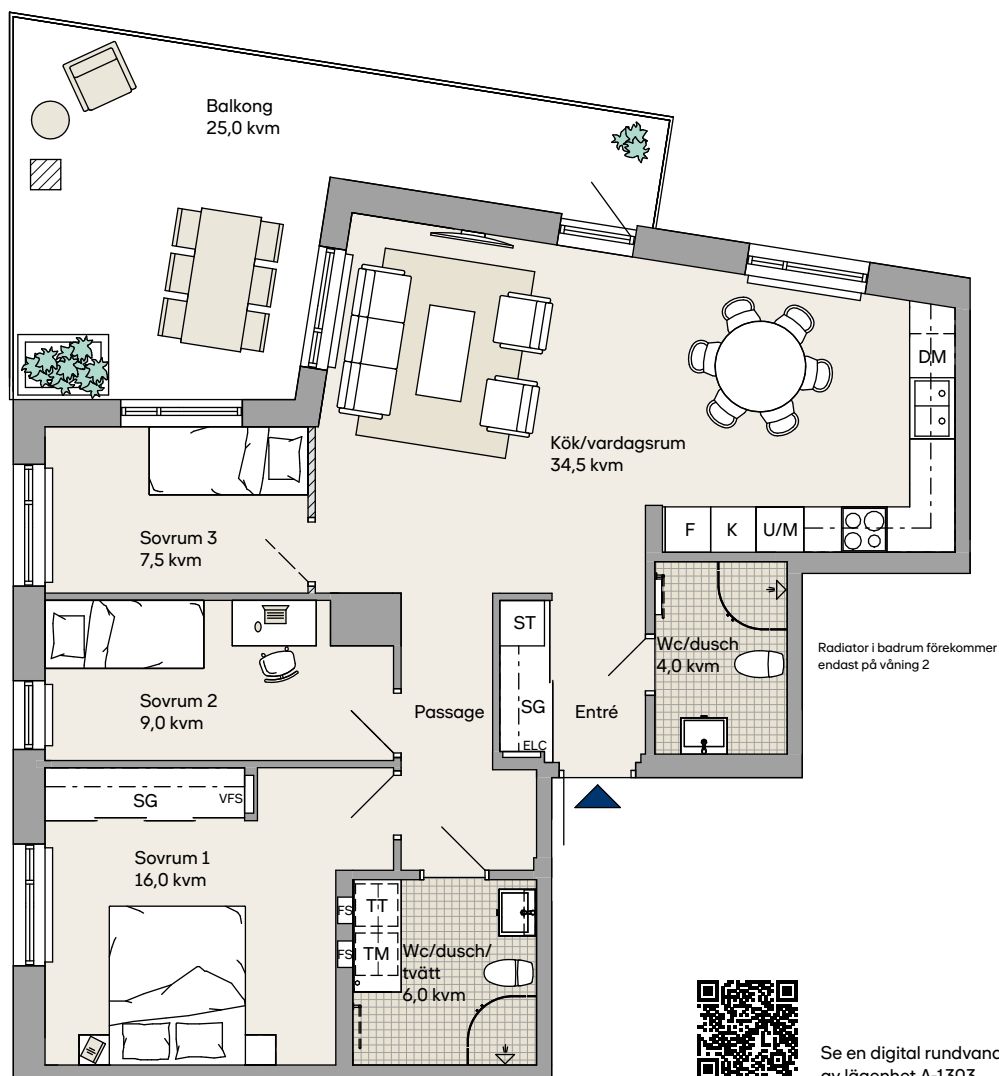 Balkong
25,0 kvm
DM
Kök/vardagsrum
34,5 kvm
F K U/M
Sovrum 3
7,5 kvm
ST
Wc/dusch
4,0 kvm
Radiator i badrum förekommer
endast på våning 2
Sovrum 2
9,0 kvm
Passage
SG
Entré
ELC
SG
VFS
Sovrum 1
16,0 kvm
FS
TT
FS
TM
Wc/dusch/
tvätt
6,0 kvm
Se en digital rundvand
av lägenhet A-1303